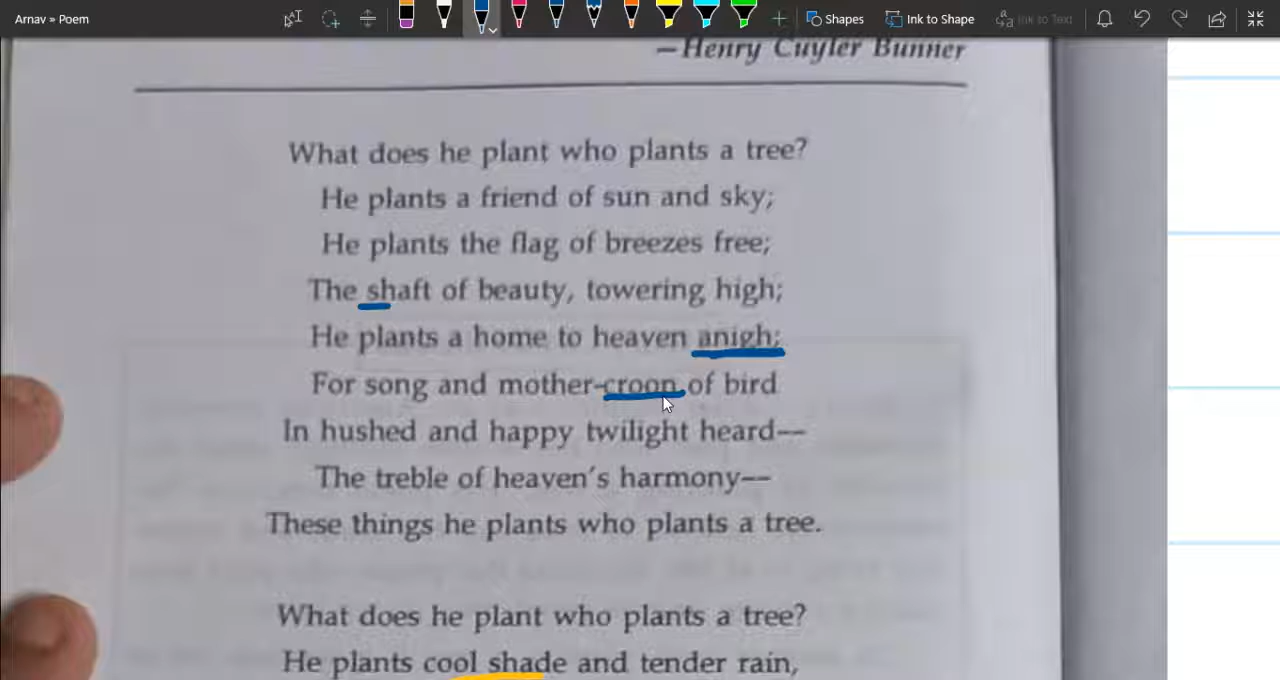 Arnav » Poem
Shapes
Ink to Shape
Ink to Text
—Henry Cuyler Bunner
What does he plant who plants a tree?
He plants a friend of sun and sky;
He plants the flag of breezes free;
The shaft of beauty, towering high;
He plants a home to heaven anigh;
For song and mother-croon of bird
In hushed and happy twilight heard--
The treble of heaven's harmony--
These things he plants who plants a tree.
What does he plant who plants a tree?
He plants cool shade and tender rain,